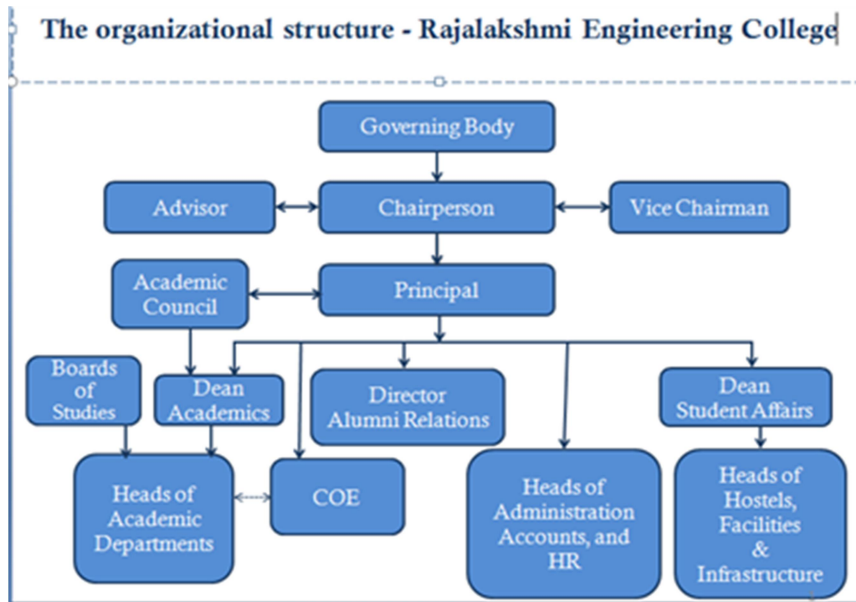 The organizational structure - Rajalakshmi Engineering College
Governing Body
Advisor
Chairperson
Vice Chairman
Academic
Council
Principal
Boards
of
Studies
Dean
Academics
Director
Alumni Relations
Dean
Student Affairs
Heads of
Academic
Departments
COE
Heads of
Administration
Accounts, and
HR
Heads of
Hostels,
Facilities
&
Infrastructure